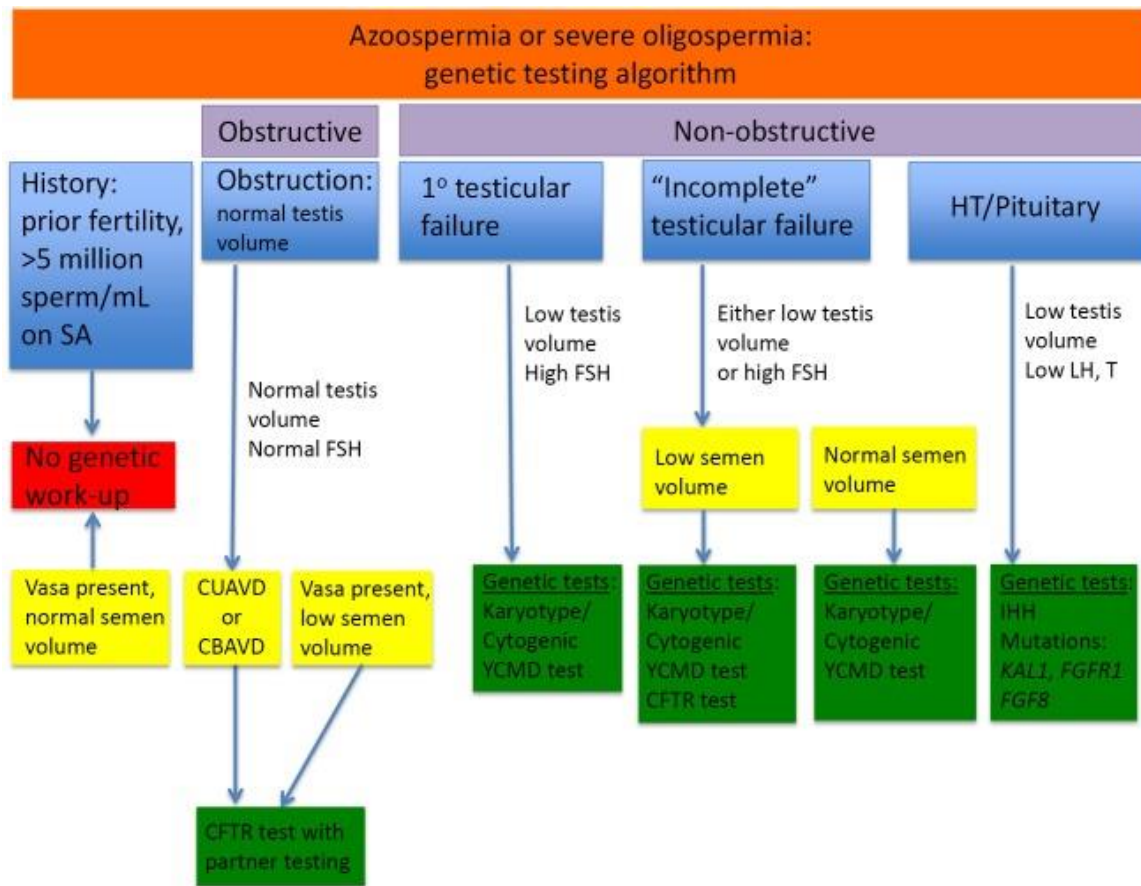 Azoospermia or severe oligospermia:
genetic testing algorithm
Obstructive
Non-obstructive
History:
prior fertility,
>5 million
sperm/mL
on SA
Obstruction:
normal testis
volume
1º testicular
failure
“Incomplete”
testicular failure
HT/Pituitary
Normal testis
volume
Normal FSH
Low testis
volume
High FSH
Either low testis
volume
or high FSH
Low testis
volume
Low LH, T
No genetic
work-up
Low semen
volume
Normal semen
volume
Vasa present,
normal semen
volume
CUAVD
or
CBAVD
Vasa present,
low semen
volume
Genetic tests:
Karyotype/
Cytogenic
YCMD test
Genetic tests:
Karyotype/
Cytogenic
YCMD test
CFTR test
Genetic tests:
Karyotype/
Cytogenic
YCMD test
Genetic tests:
IHH
Mutations:
KAL1, FGFR1
FGF8
CFTR test with
partner testing